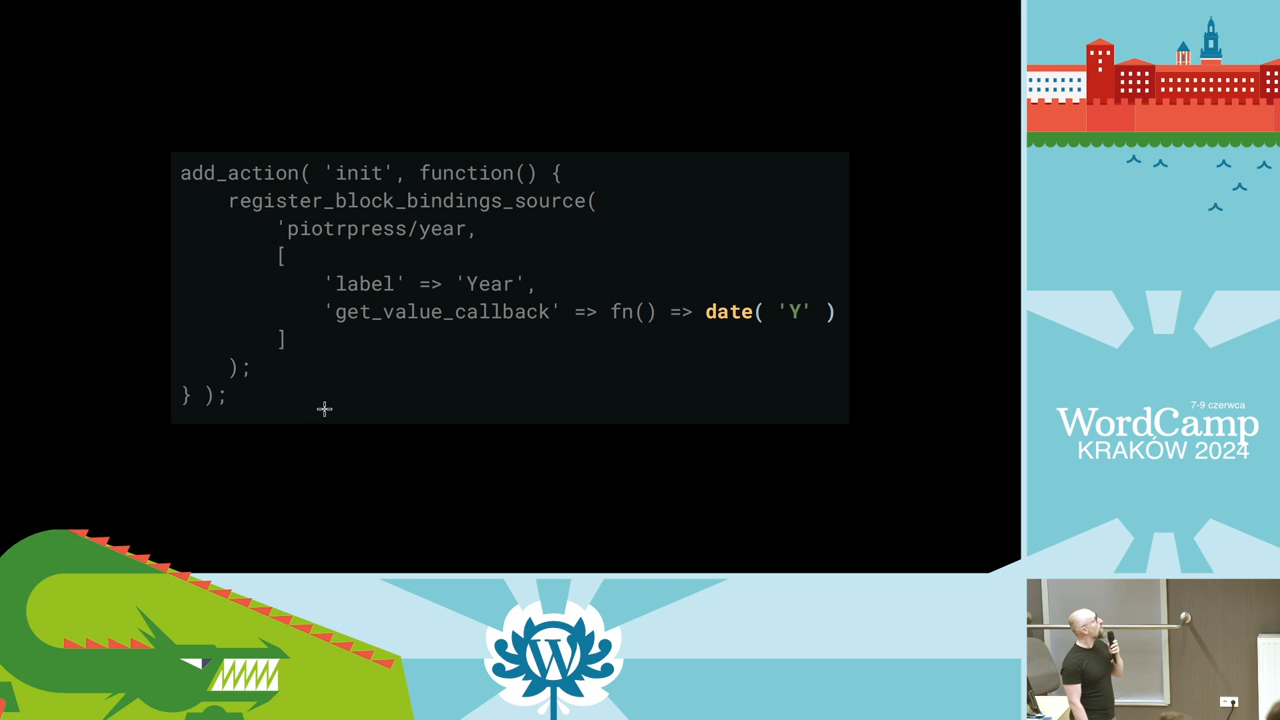 add_action( 'init', function() {
    register_block_bindings_source(
        'piotrpress/year,
        [
            'label' => 'Year',
            'get_value_callback' => fn() => date( 'Y' )
        ]
    );
} );
7-9 czerwca
WordCamp
KRAKÓW 2024
W